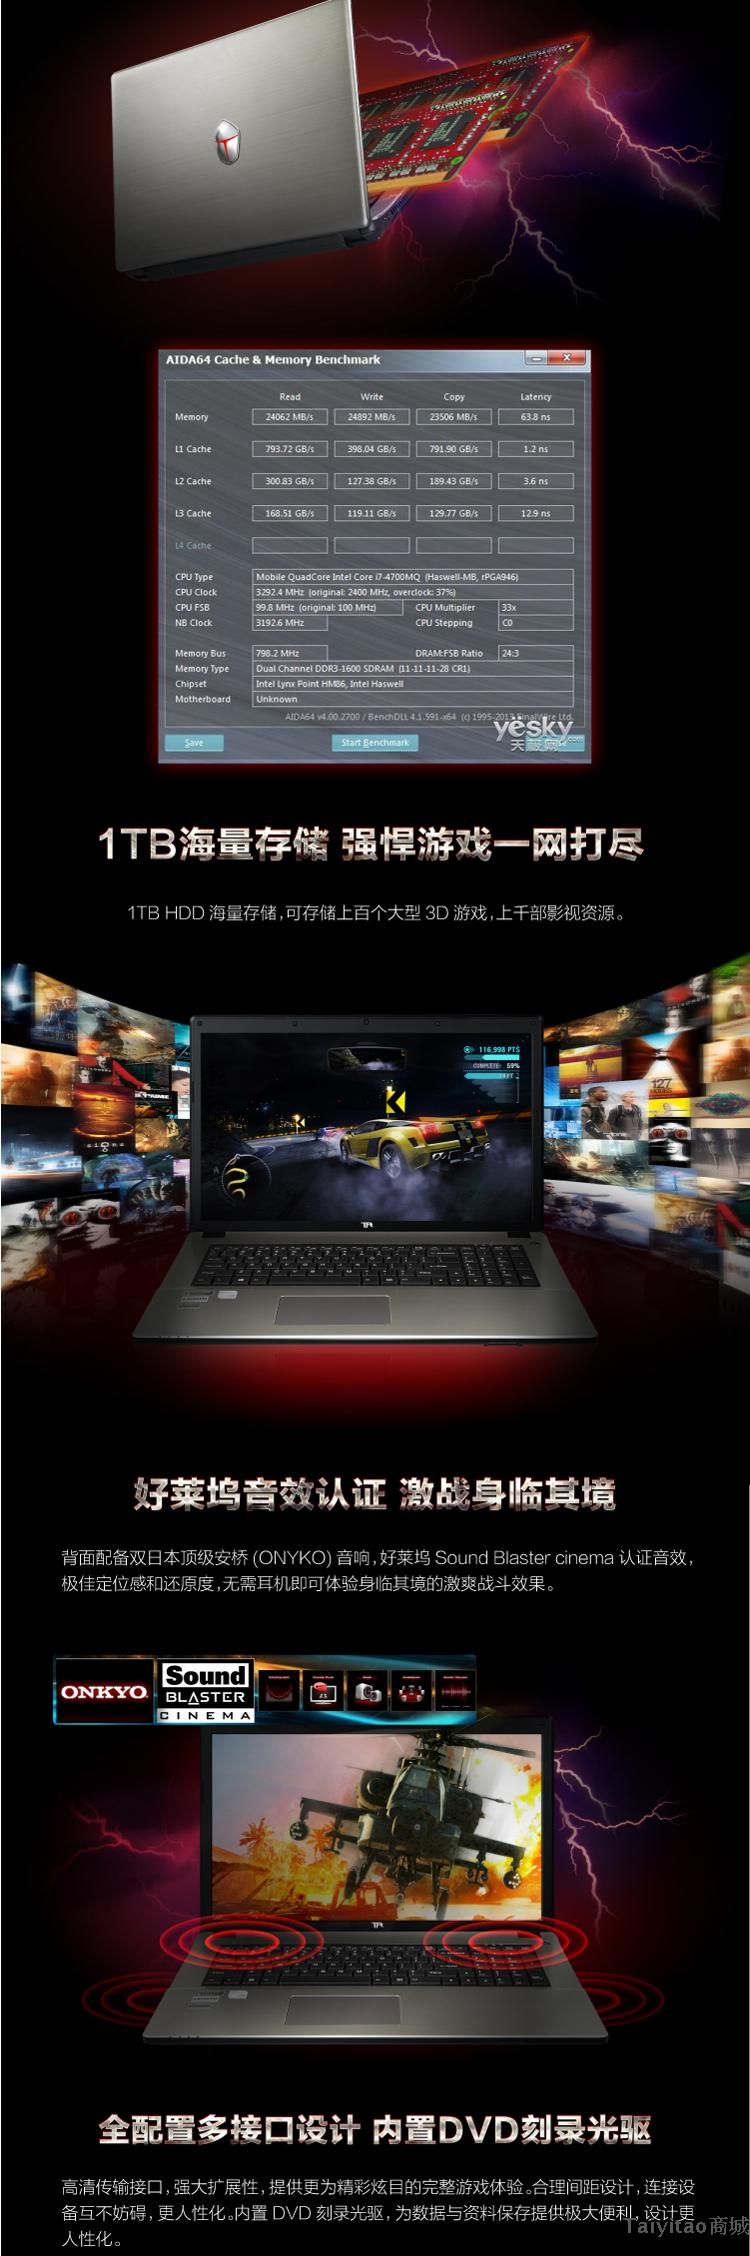 AIDA64 Cache & Memory Benchmark
Read Write Copy Latency
Memory 24062 MB/s 24892 MB/s 23506 MB/s 63.8 ns
L1 Cache 793.72 GB/s 398.04 GB/s 791.90 GB/s 1.2 ns
L2 Cache 300.83 GB/s 127.38 GB/s 189.43 GB/s 3.6 ns
L3 Cache 168.51 GB/s 119.11 GB/s 129.77 GB/s 12.9 ns
L4 Cache
CPU Type Mobile QuadCore Intel Core i7-4700MQ (Haswell-MB, rPGA946)
CPU Clock 3292.4 MHz (original: 2400 MHz, overclock: 37%)
CPU FSB 99.8 MHz (original: 100 MHz) CPU Multiplier 33x
NB Clock 3192.6 MHz CPU Stepping C0
Memory Bus 798.2 MHz DRAM:FSB Ratio 24:3
Memory Type Dual Channel DDR3-1600 SDRAM (11-11-11-28 CR1)
Chipset Intel Lynx Point HM86, Intel Haswell
Motherboard Unknown
AIDA64 v4.00.2700 / BenchDLL 4.1.591-x64 (c) 1995-2013 FinalWire Ltd.
yesky
天极网.com
Save Start Benchmark
1TB海量存储 强悍游戏一网打尽
1TB HDD 海量存储,可存储上百个大型 3D 游戏,上千部影视资源。
116,998 PTS
COMPLETE 59%
127
HOURS
TR
好莱坞音效认证 激战身临其境
背面配备双日本顶级安桥 (ONYKO) 音响,好莱坞 Sound Blaster cinema 认证音效,
极佳定位感和还原度,无需耳机即可体验身临其境的激爽战斗效果。
ONKYO
Sound
BLASTER
CINEMA
TR
全配置多接口设计 内置DVD刻录光驱
高清传输接口,强大扩展性,提供更为精彩炫目的完整游戏体验。合理间距设计,连接设
备互不妨碍,更人性化。内置 DVD 刻录光驱,为数据与资料保存提供极大便利,设计更
人性化。
Taiyitao商城